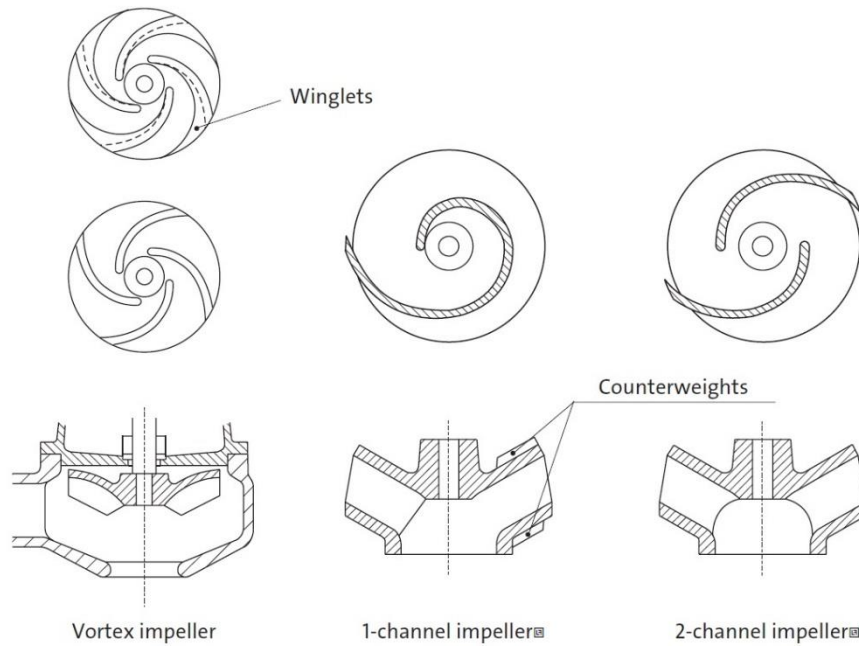 Winglets
Counterweights
Vortex impeller
1-channel impeller
2-channel impeller